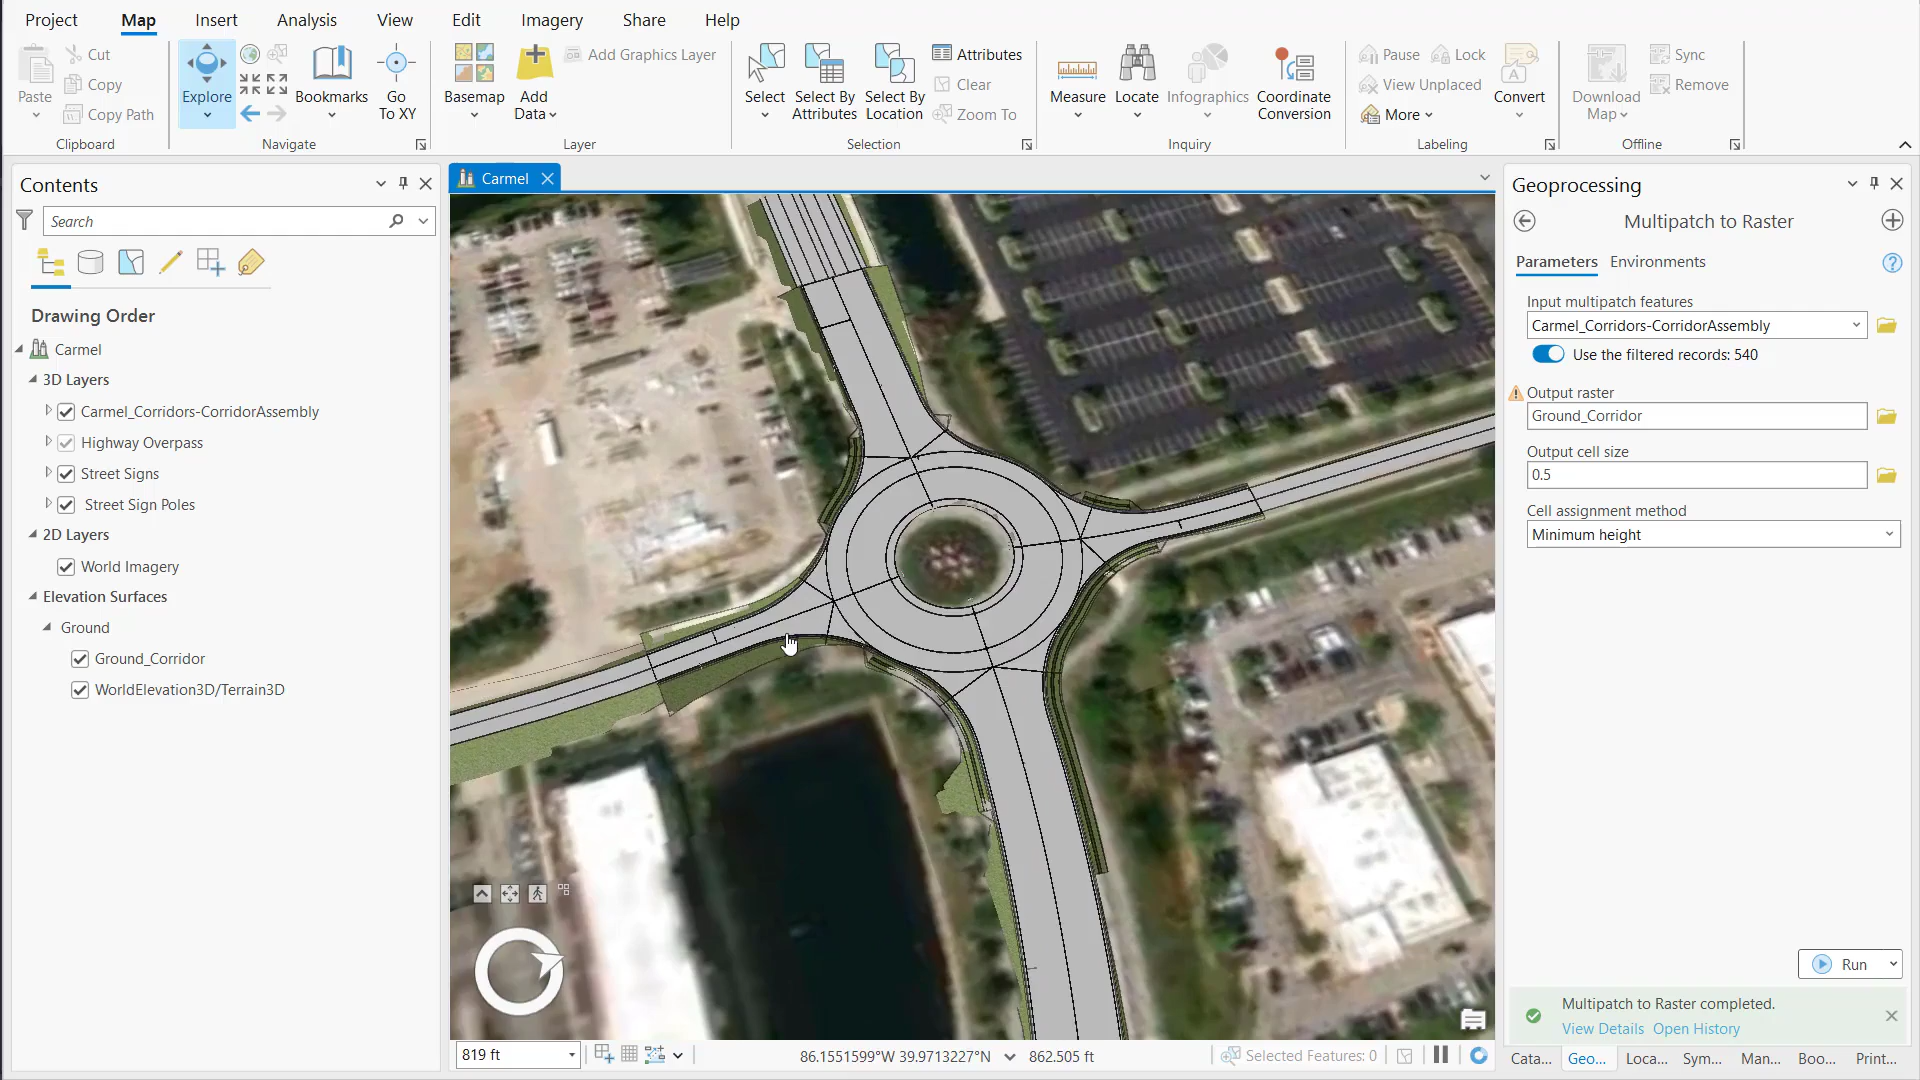 Project Map Insert Analysis View Edit Imagery Share Help
Paste
Cut
Copy
Copy Path
Clipboard
Explore
Bookmarks
Go
To XY
Navigate
Basemap
Add
Data
Add Graphics Layer
Layer
Select
Select By
Attributes
Select By
Location
Attributes
Clear
Zoom To
Selection
Measure
Locate
Infographics
Coordinate
Conversion
Inquiry
Pause
Lock
View Unplaced
More
Convert
Labeling
Download
Map
Sync
Remove
Offline
Contents
Search
Drawing Order
Carmel
3D Layers
Carmel_Corridors-CorridorAssembly
Highway Overpass
Street Signs
Street Sign Poles
2D Layers
World Imagery
Elevation Surfaces
Ground
Ground_Corridor
WorldElevation3D/Terrain3D
Carmel
819 ft
86.1551599°W 39.9713227°N
862.505 ft
Selected Features: 0
Geoprocessing
Multipatch to Raster
Parameters Environments
Input multipatch features
Carmel_Corridors-CorridorAssembly
Use the filtered records: 540
Output raster
Ground_Corridor
Output cell size
0.5
Cell assignment method
Minimum height
Run
Multipatch to Raster completed.
View Details Open History
Cata... Geo... Loca... Sym... Man... Boo... Print...